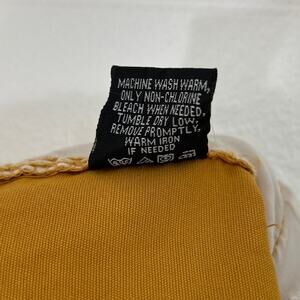 MACHINE WASH WARM,
ONLY NON-CHLORINE
BLEACH WHEN NEEDED,
TUMBLE DRY LOW,
REMOVE PROMPTLY,
WARM IRON
IF NEEDED